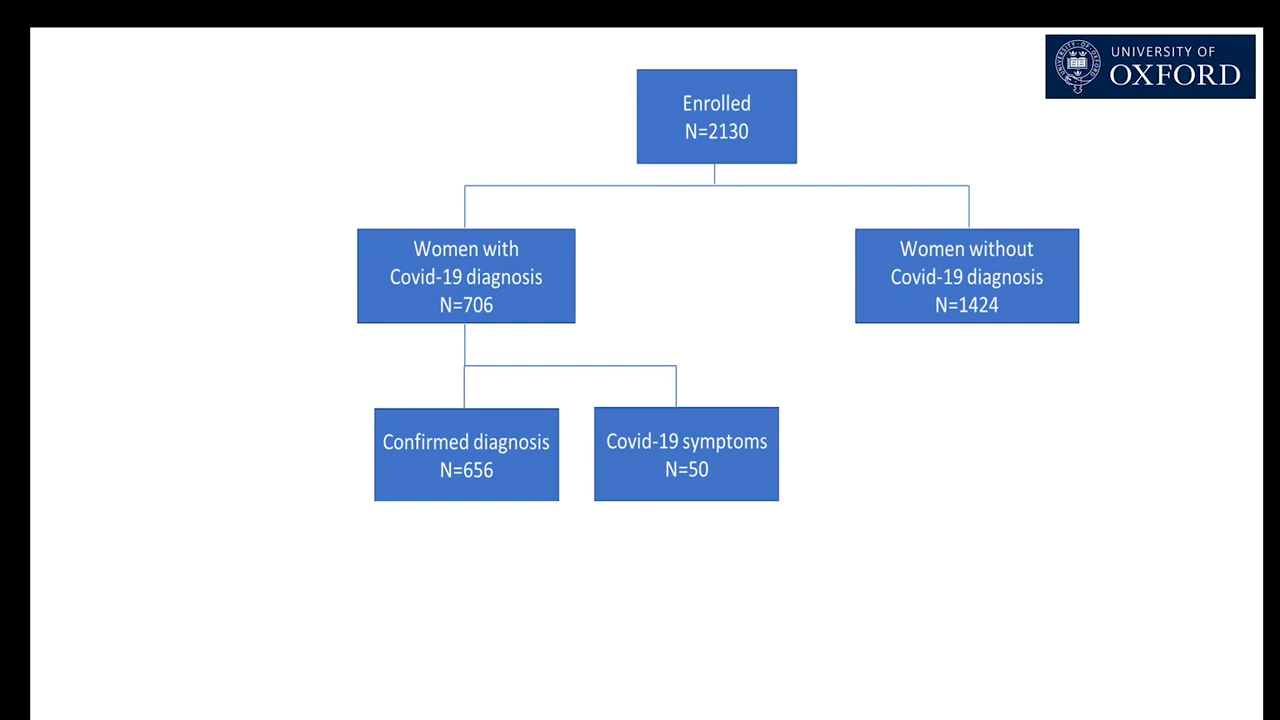 UNIVERSITY OF
OXFORD
Enrolled
N=2130
Women with
Covid-19 diagnosis
N=706
Women without
Covid-19 diagnosis
N=1424
Confirmed diagnosis
N=656
Covid-19 symptoms
N=50